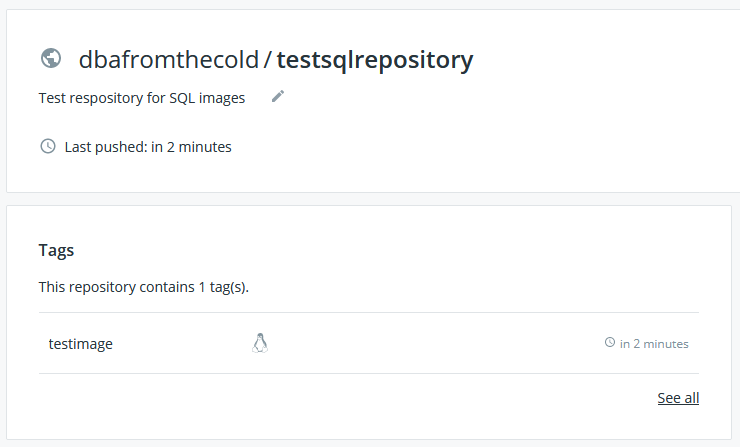 dbafromthecold / testsqlrepository
Test respository for SQL images
Last pushed: in 2 minutes
Tags
This repository contains 1 tag(s).
testimage in 2 minutes
See all